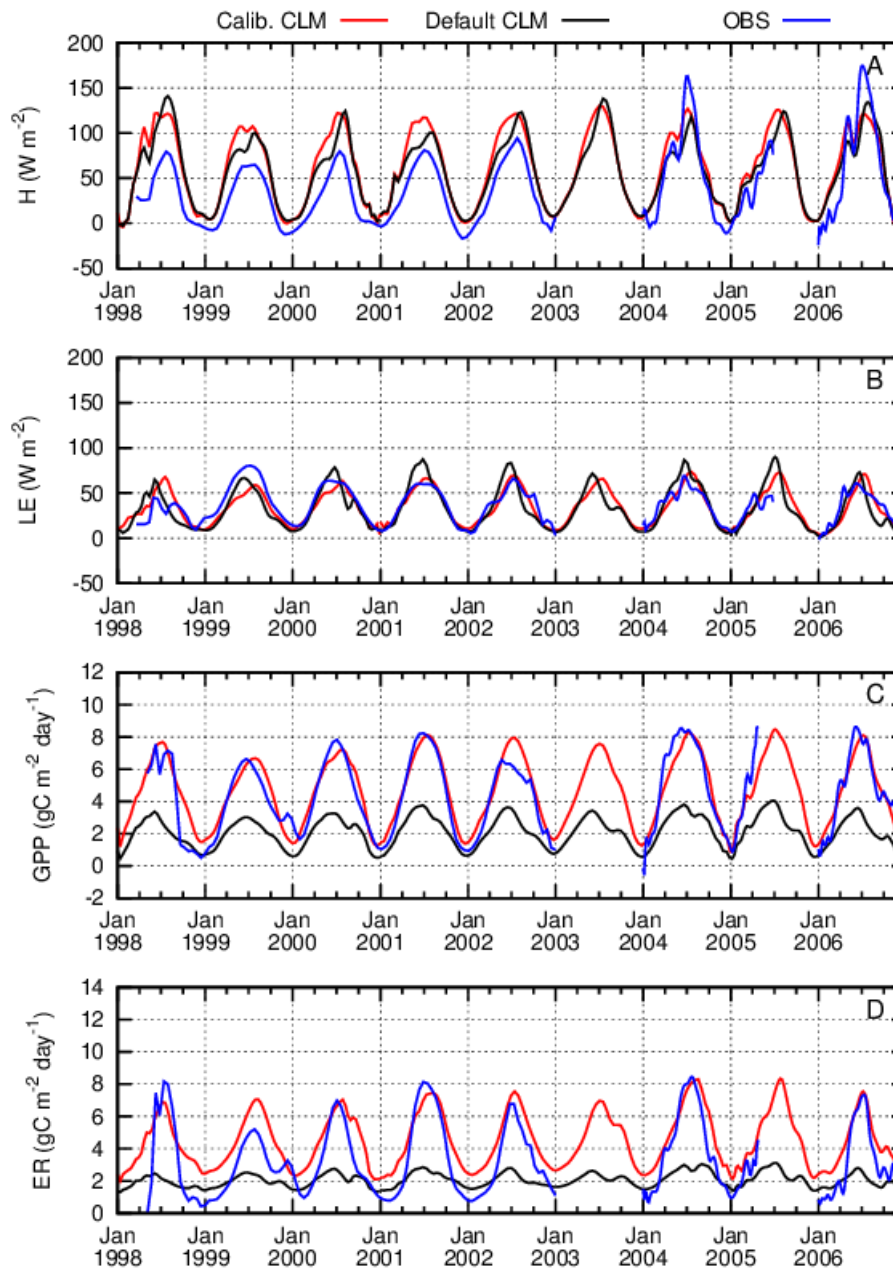 Calib. CLM Default CLM OBS
A
H (W m-2)
200
150
100
50
0
-50
Jan Jan Jan Jan Jan Jan Jan Jan Jan
1998 1999 2000 2001 2002 2003 2004 2005 2006
B
LE (W m-2)
200
150
100
50
0
-50
Jan Jan Jan Jan Jan Jan Jan Jan Jan
1998 1999 2000 2001 2002 2003 2004 2005 2006
C
GPP (gC m-2 day-1)
12
10
8
6
4
2
0
-2
Jan Jan Jan Jan Jan Jan Jan Jan Jan
1998 1999 2000 2001 2002 2003 2004 2005 2006
D
ER (gC m-2 day-1)
14
12
10
8
6
4
2
0
Jan Jan Jan Jan Jan Jan Jan Jan Jan
1998 1999 2000 2001 2002 2003 2004 2005 2006